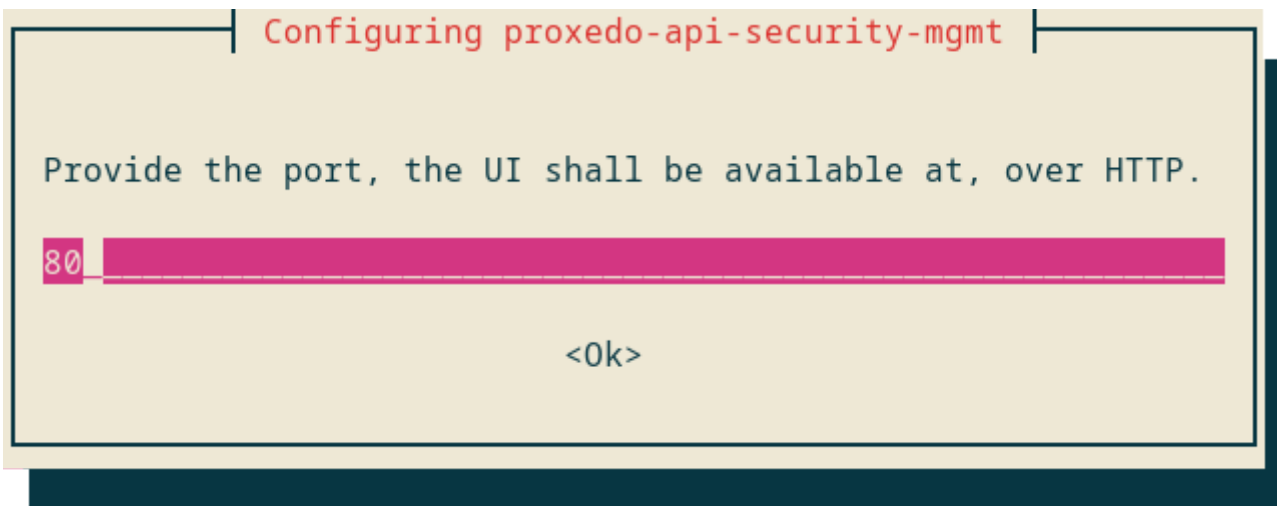 Configuring proxedo-api-security-mgmt
Provide the port, the UI shall be available at, over HTTP.
80
<Ok>